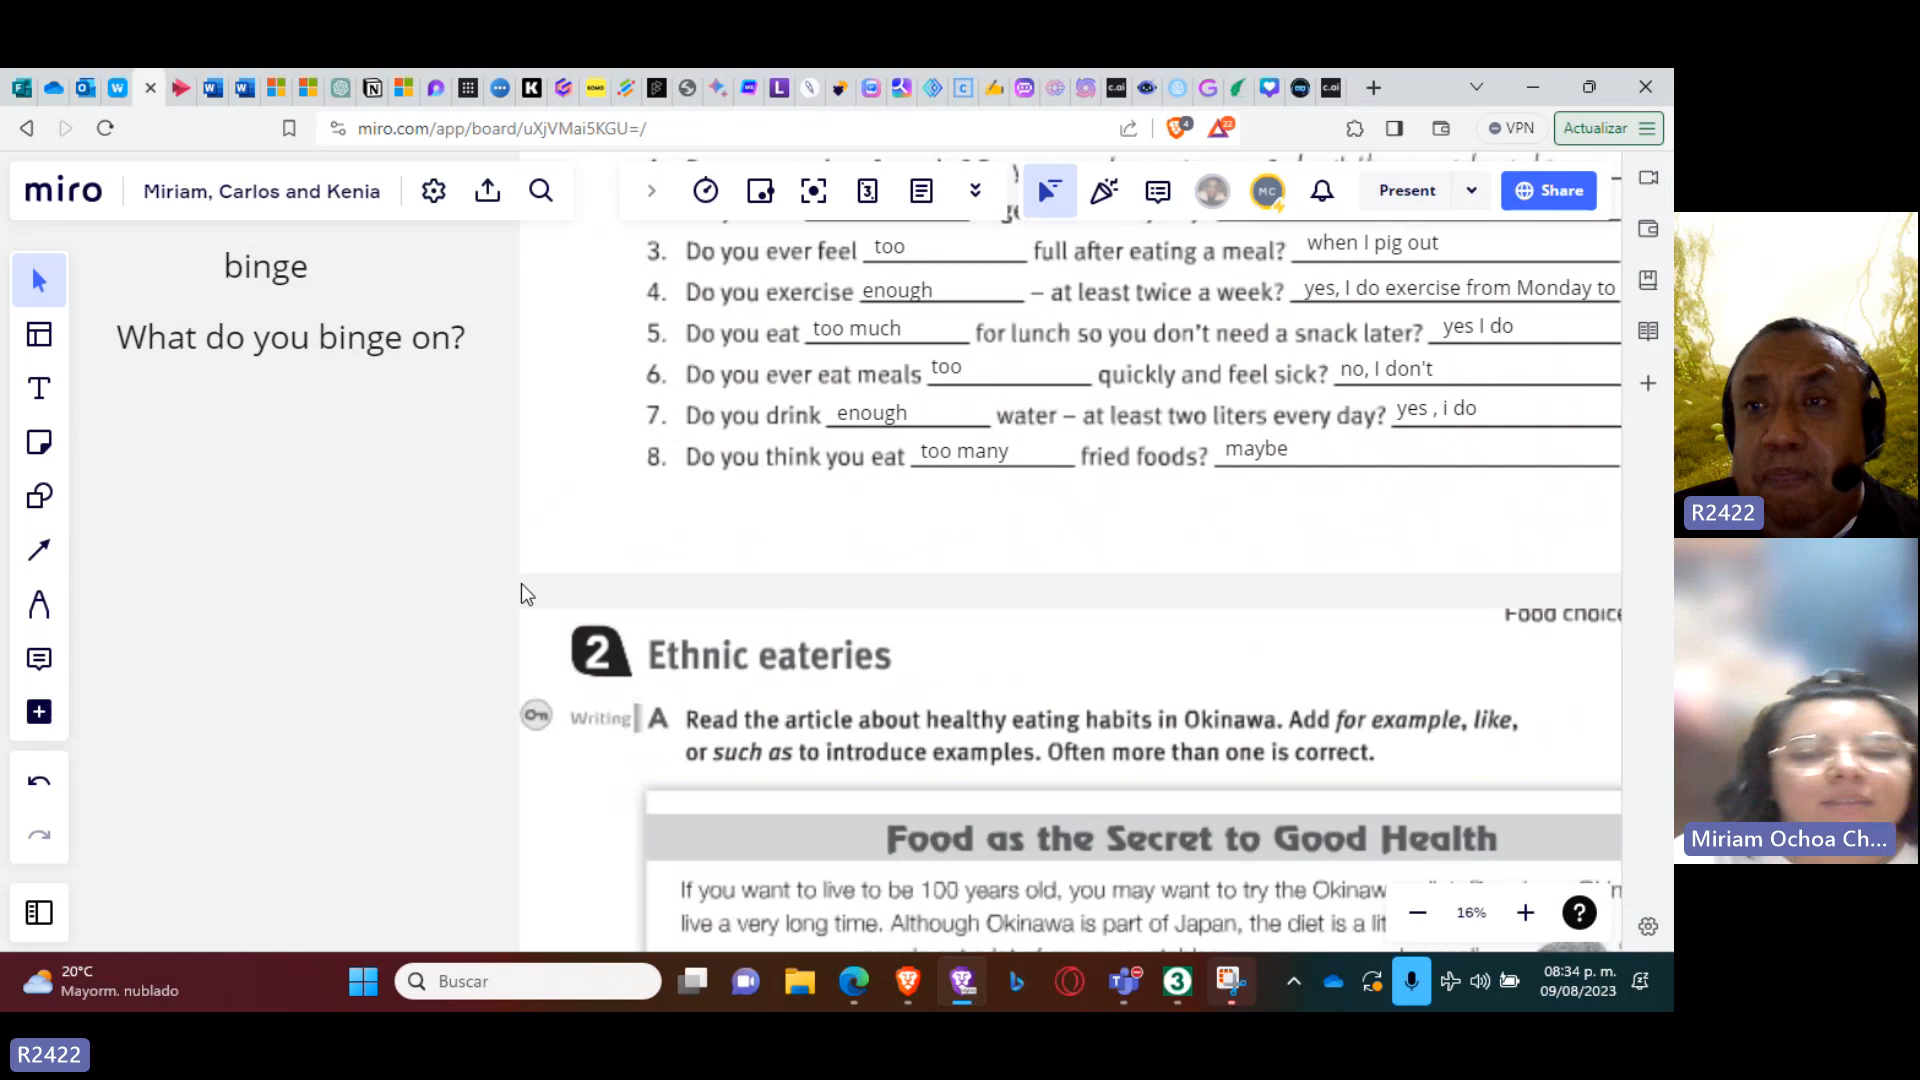 miro.com/app/board/uXjVMai5KGU=/
VPN
Actualizar
miro
Miriam, Carlos and Kenia
MC
Present
Share
binge
What do you binge on?
3. Do you ever feel too full after eating a meal? when I pig out
4. Do you exercise enough – at least twice a week? yes, I do exercise from Monday to
5. Do you eat too much for lunch so you don't need a snack later? yes I do
6. Do you ever eat meals too quickly and feel sick? no, I don't
7. Do you drink enough water – at least two liters every day? yes , i do
8. Do you think you eat too many fried foods? maybe
Food choice
2 Ethnic eateries
Writing A Read the article about healthy eating habits in Okinawa. Add for example, like,
or such as to introduce examples. Often more than one is correct.
Food as the Secret to Good Health
If you want to live to be 100 years old, you may want to try the Okinaw
live a very long time. Although Okinawa is part of Japan, the diet is a lit
16%
20°C
Mayorm. nublado
Buscar
08:34 p. m.
09/08/2023
R2422
Miriam Ochoa Ch...
R2422